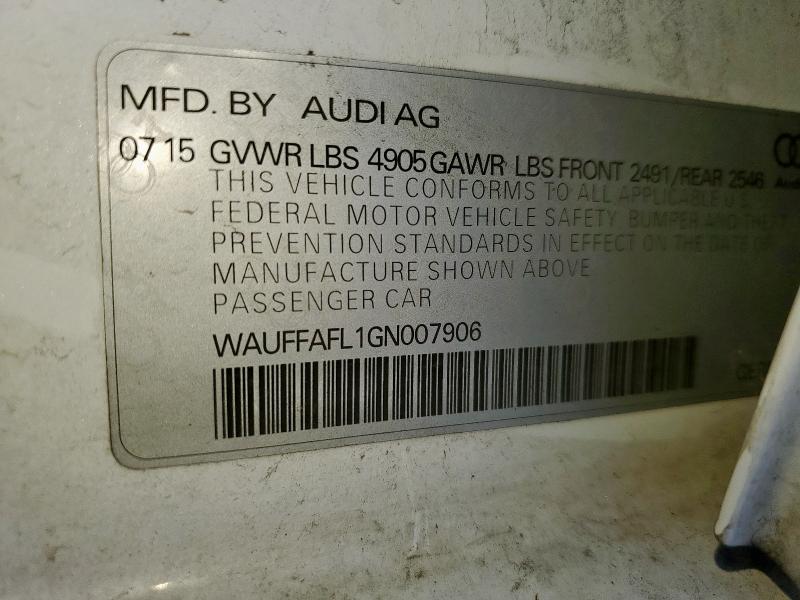 MFD. BY AUDI AG
07 15 GVWR LBS 4905 GAWR LBS FRONT 2491/REAR 2546
THIS VEHICLE CONFORMS TO ALL APPLICABLE U.S.
FEDERAL MOTOR VEHICLE SAFETY, BUMPER AND THEFT
PREVENTION STANDARDS IN EFFECT ON THE DATE OF
MANUFACTURE SHOWN ABOVE
PASSENGER CAR
WAUFFAFL1GN007906